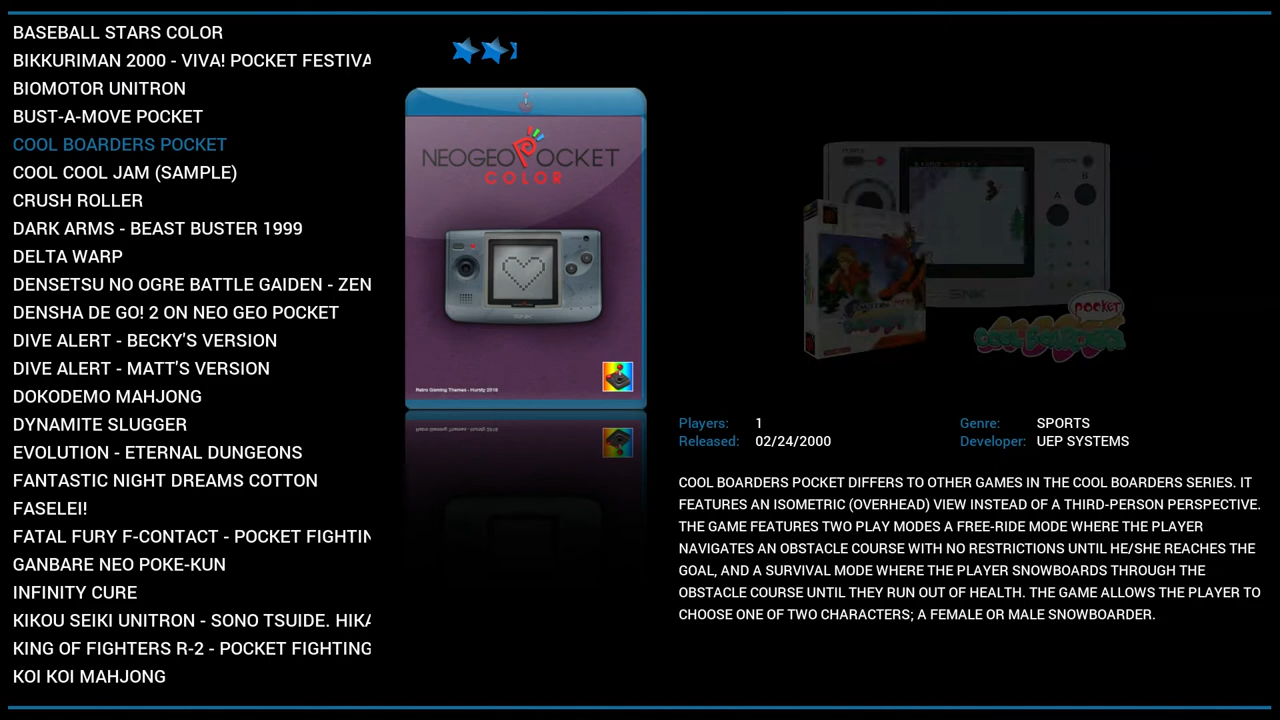 BASEBALL STARS COLOR
BIKKURIMAN 2000 - VIVA! POCKET FESTIVA
BIOMOTOR UNITRON
BUST-A-MOVE POCKET
COOL BOARDERS POCKET
COOL COOL JAM (SAMPLE)
CRUSH ROLLER
DARK ARMS - BEAST BUSTER 1999
DELTA WARP
DENSETSU NO OGRE BATTLE GAIDEN - ZEN
DENSHA DE GO! 2 ON NEO GEO POCKET
DIVE ALERT - BECKY'S VERSION
DIVE ALERT - MATT'S VERSION
DOKODEMO MAHJONG
DYNAMITE SLUGGER
EVOLUTION - ETERNAL DUNGEONS
FANTASTIC NIGHT DREAMS COTTON
FASELEI!
FATAL FURY F-CONTACT - POCKET FIGHTIN
GANBARE NEO POKE-KUN
INFINITY CURE
KIKOU SEIKI UNITRON - SONO TSUIDE. HIKA
KING OF FIGHTERS R-2 - POCKET FIGHTING
KOI KOI MAHJONG
NEOGEO POCKET
COLOR
SNK
Retro Gaming Themes - Hursty 2018
POWER
A
B
SNK
pocket
COOL BOARDERS
Players: 1
Released: 02/24/2000
Genre: SPORTS
Developer: UEP SYSTEMS
COOL BOARDERS POCKET DIFFERS TO OTHER GAMES IN THE COOL BOARDERS SERIES. IT
FEATURES AN ISOMETRIC (OVERHEAD) VIEW INSTEAD OF A THIRD-PERSON PERSPECTIVE.
THE GAME FEATURES TWO PLAY MODES A FREE-RIDE MODE WHERE THE PLAYER
NAVIGATES AN OBSTACLE COURSE WITH NO RESTRICTIONS UNTIL HE/SHE REACHES THE
GOAL, AND A SURVIVAL MODE WHERE THE PLAYER SNOWBOARDS THROUGH THE
OBSTACLE COURSE UNTIL THEY RUN OUT OF HEALTH. THE GAME ALLOWS THE PLAYER TO
CHOOSE ONE OF TWO CHARACTERS; A FEMALE OR MALE SNOWBOARDER.